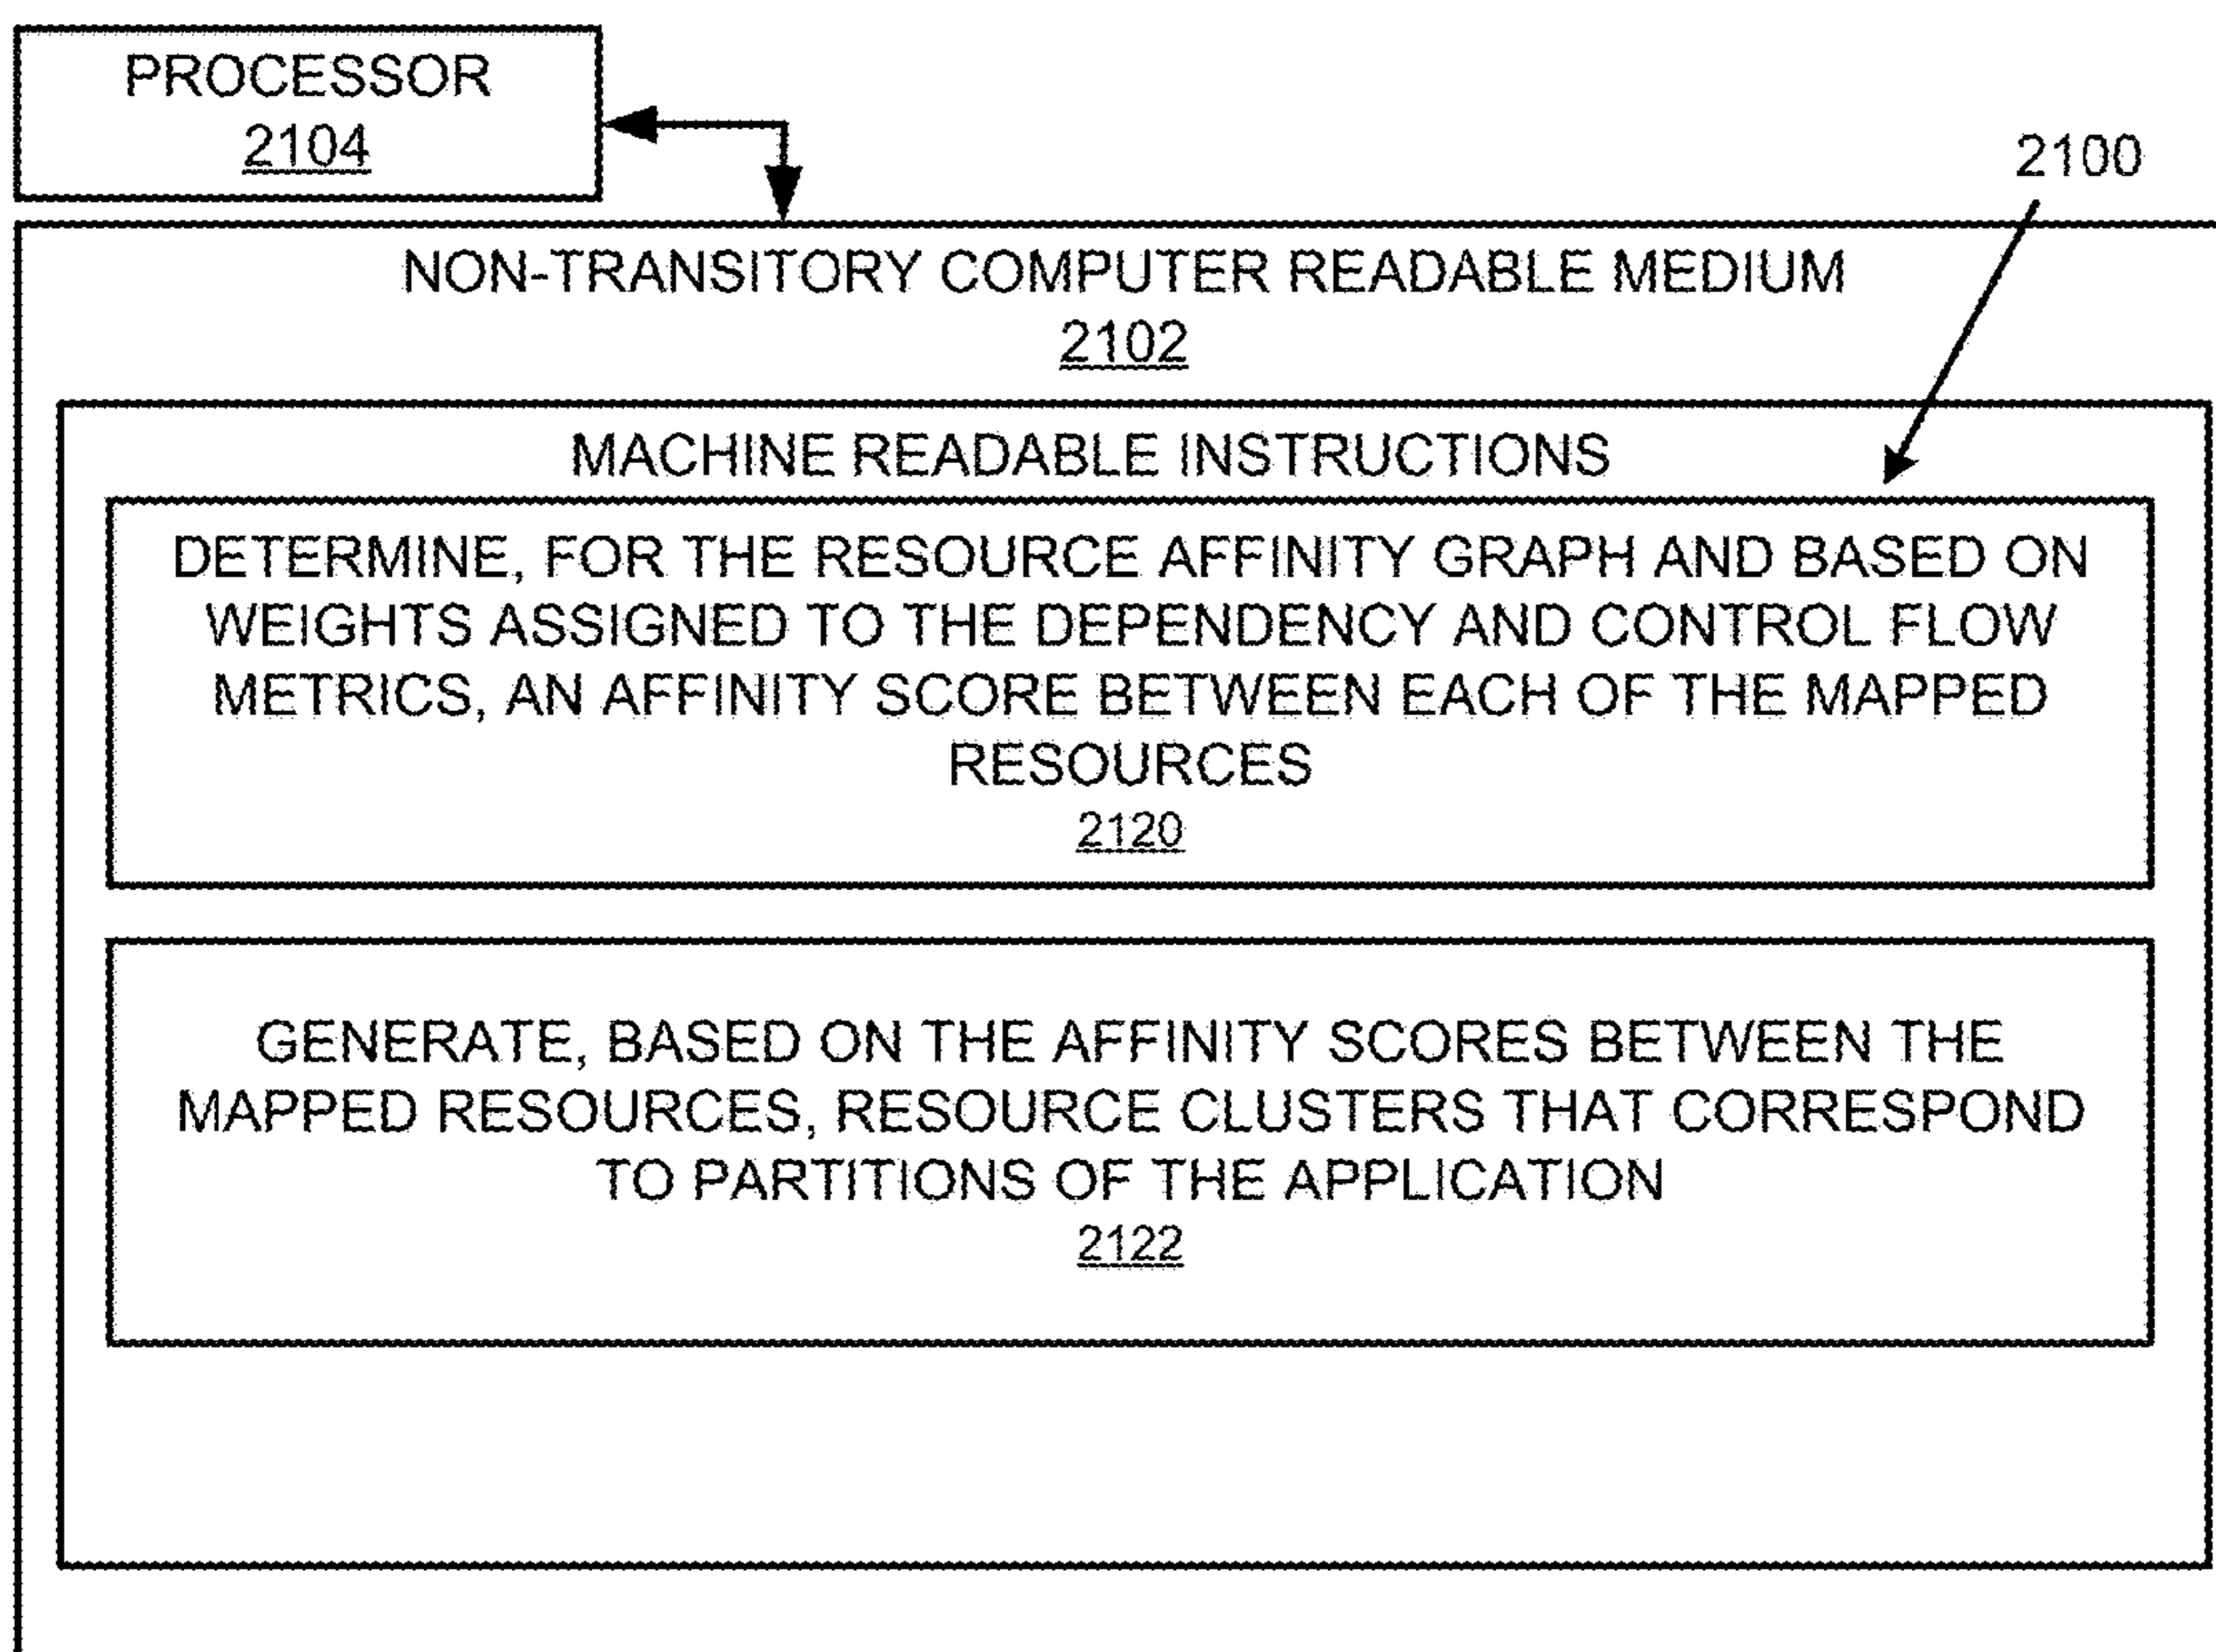 PROCESSOR
2104
2100
NON-TRANSITORY COMPUTER READABLE MEDIUM
2102
MACHINE READABLE INSTRUCTIONS
DETERMINE, FOR THE RESOURCE AFFINITY GRAPH AND BASED ON
WEIGHTS ASSIGNED TO THE DEPENDENCY AND CONTROL FLOW
METRICS, AN AFFINITY SCORE BETWEEN EACH OF THE MAPPED
RESOURCES
2120
GENERATE, BASED ON THE AFFINITY SCORES BETWEEN THE
MAPPED RESOURCES, RESOURCE CLUSTERS THAT CORRESPOND
TO PARTITIONS OF THE APPLICATION
2122